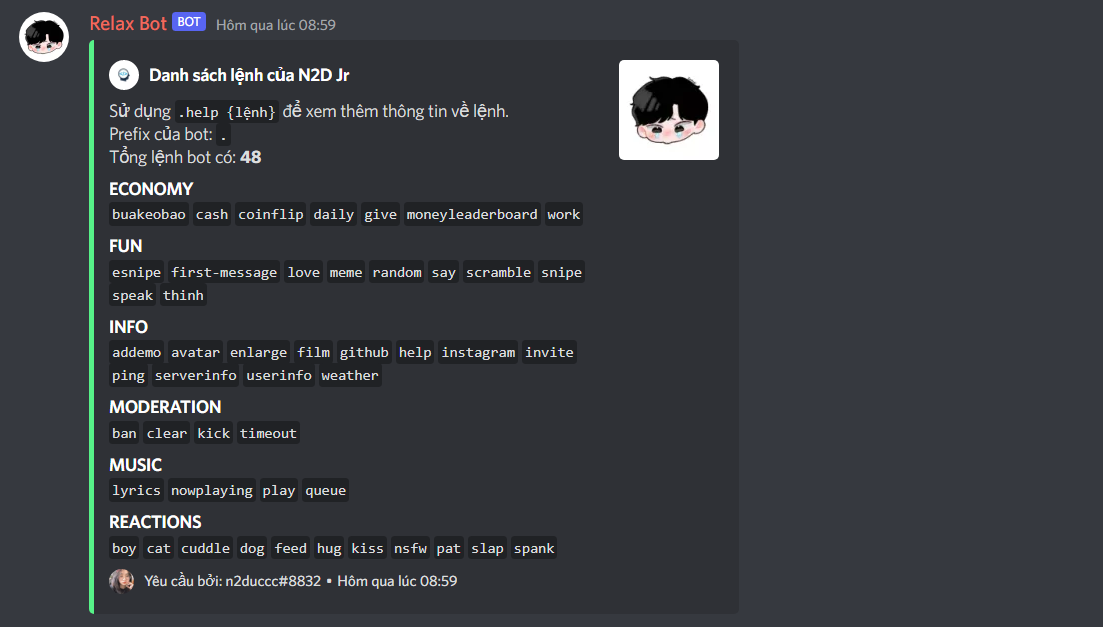 Relax Bot BOT Hôm qua lúc 08:59
Danh sách lệnh của N2D Jr
Sử dụng .help {lệnh} để xem thêm thông tin về lệnh.
Prefix của bot: .
Tổng lệnh bot có: 48
ECONOMY
buakeobao cash coinflip daily give moneyleaderboard work
FUN
esnipe first-message love meme random say scramble snipe
speak thinh
INFO
addemo avatar enlarge film github help instagram invite
ping serverinfo userinfo weather
MODERATION
ban clear kick timeout
MUSIC
lyrics nowplaying play queue
REACTIONS
boy cat cuddle dog feed hug kiss nsfw pat slap spank
Yêu cầu bởi: n2duccc#8832 • Hôm qua lúc 08:59